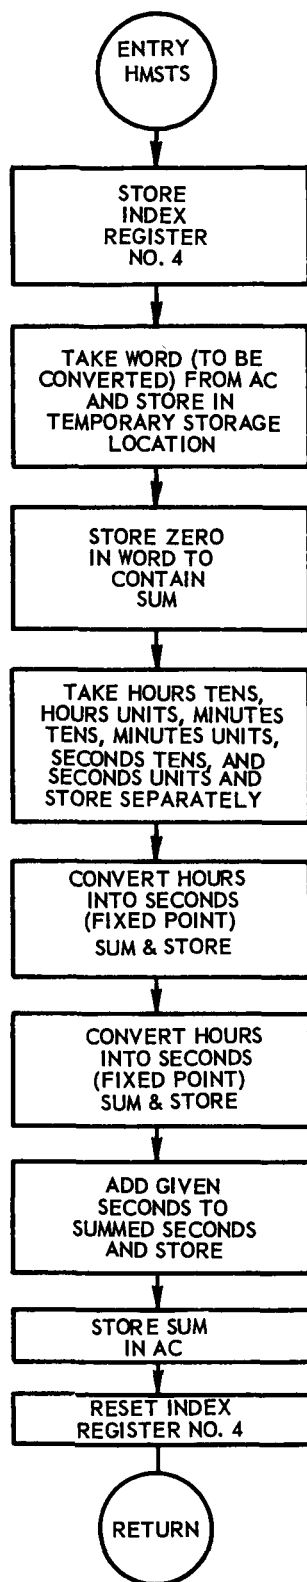 ENTRY
HMSTS
STORE
INDEX
REGISTER
NO. 4
TAKE WORD (TO BE
CONVERTED) FROM AC
AND STORE IN
TEMPORARY STORAGE
LOCATION
STORE ZERO
IN WORD TO
CONTAIN
SUM
TAKE HOURS TENS,
HOURS UNITS, MINUTES
TENS, MINUTES UNITS,
SECONDS TENS, AND
SECONDS UNITS AND
STORE SEPARATELY
CONVERT HOURS
INTO SECONDS
(FIXED POINT)
SUM & STORE
CONVERT HOURS
INTO SECONDS
(FIXED POINT)
SUM & STORE
ADD GIVEN
SECONDS TO
SUMMED SECONDS
AND STORE
STORE SUM
IN AC
RESET INDEX
REGISTER NO. 4
RETURN